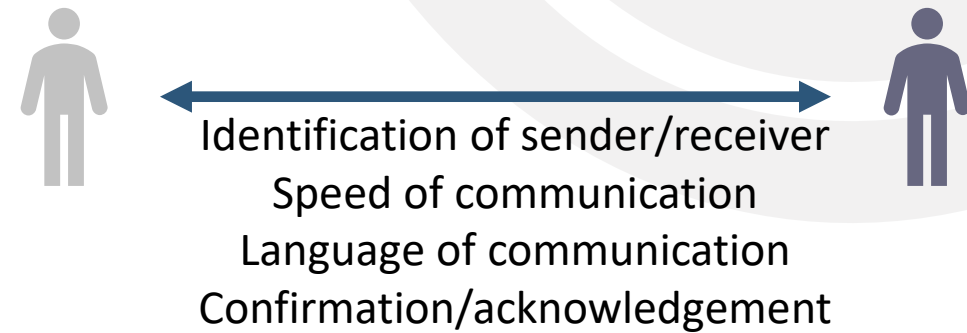 Identification of sender/receiver
Speed of communication
Language of communication
Confirmation/acknowledgement